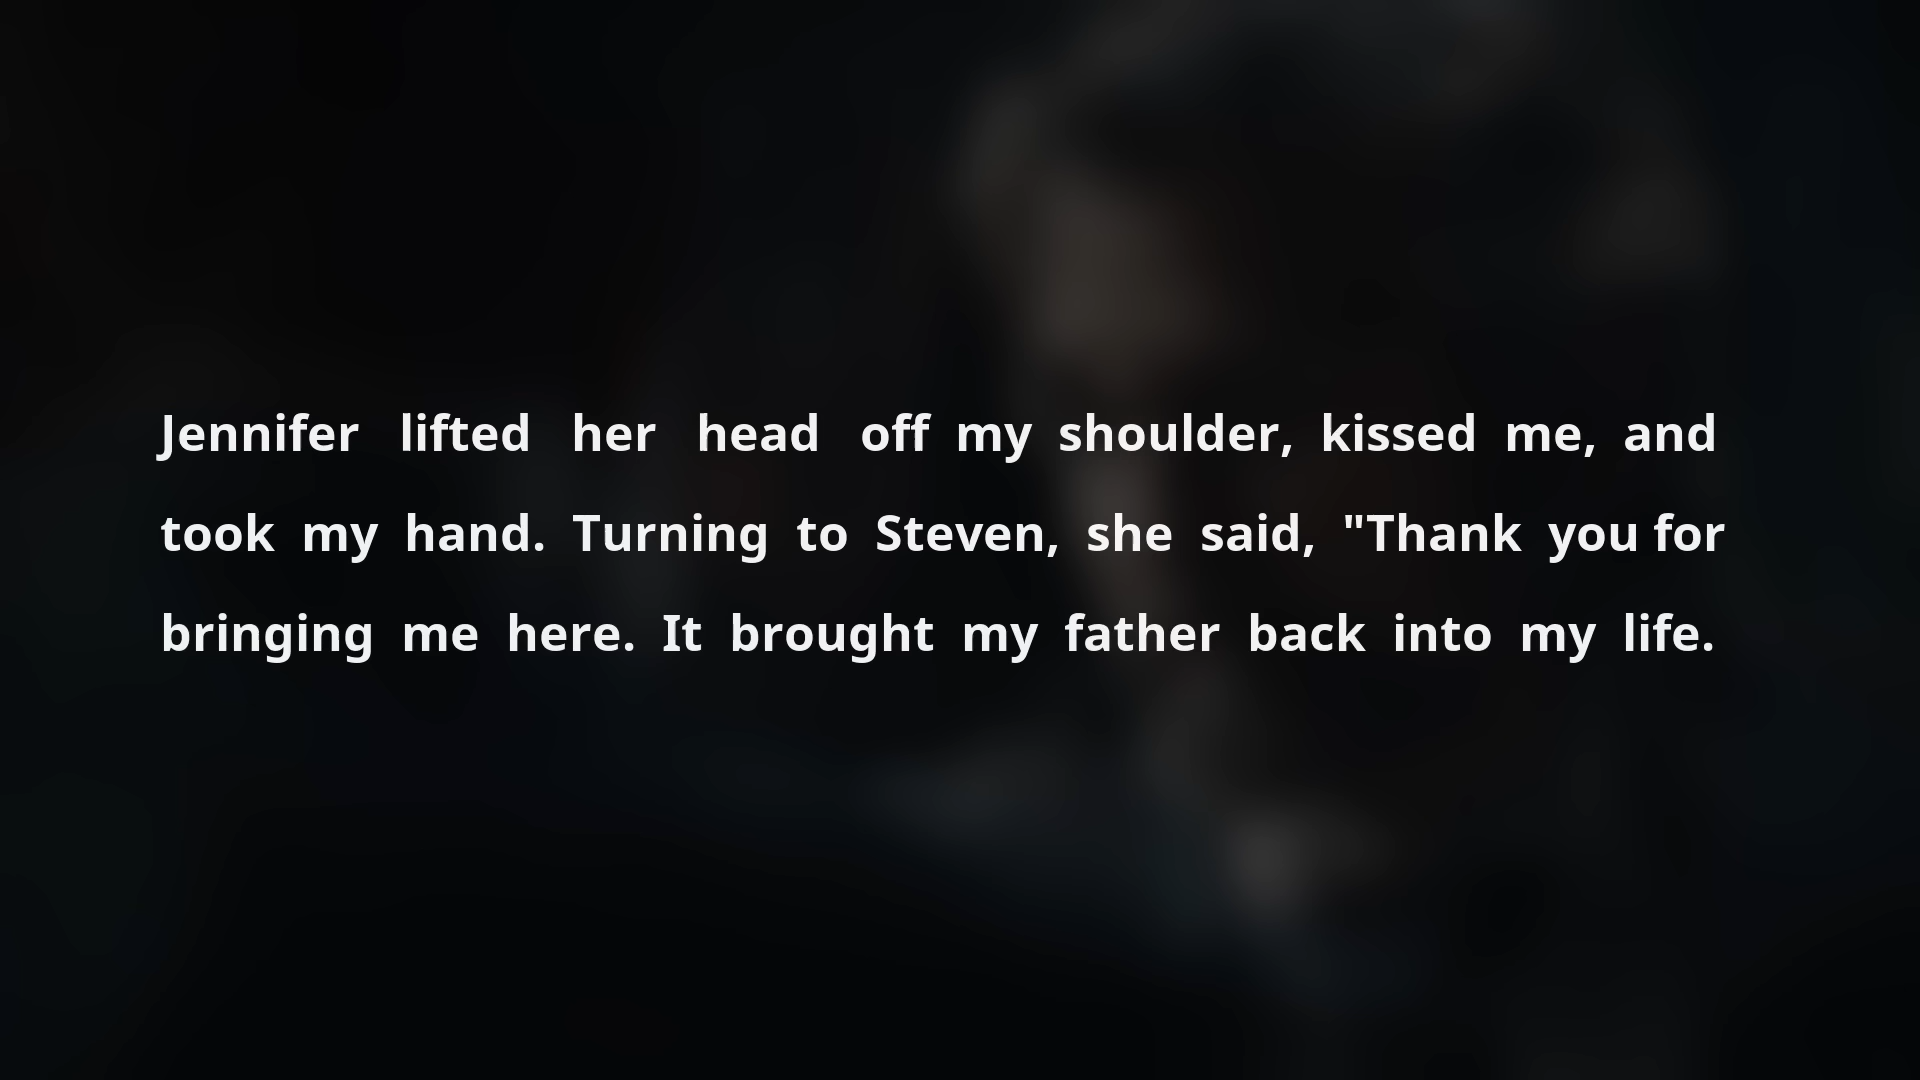 Jennifer lifted her head off my shoulder, kissed me, and
took my hand. Turning to Steven, she said, "Thank you for
bringing me here. It brought my father back into my life.